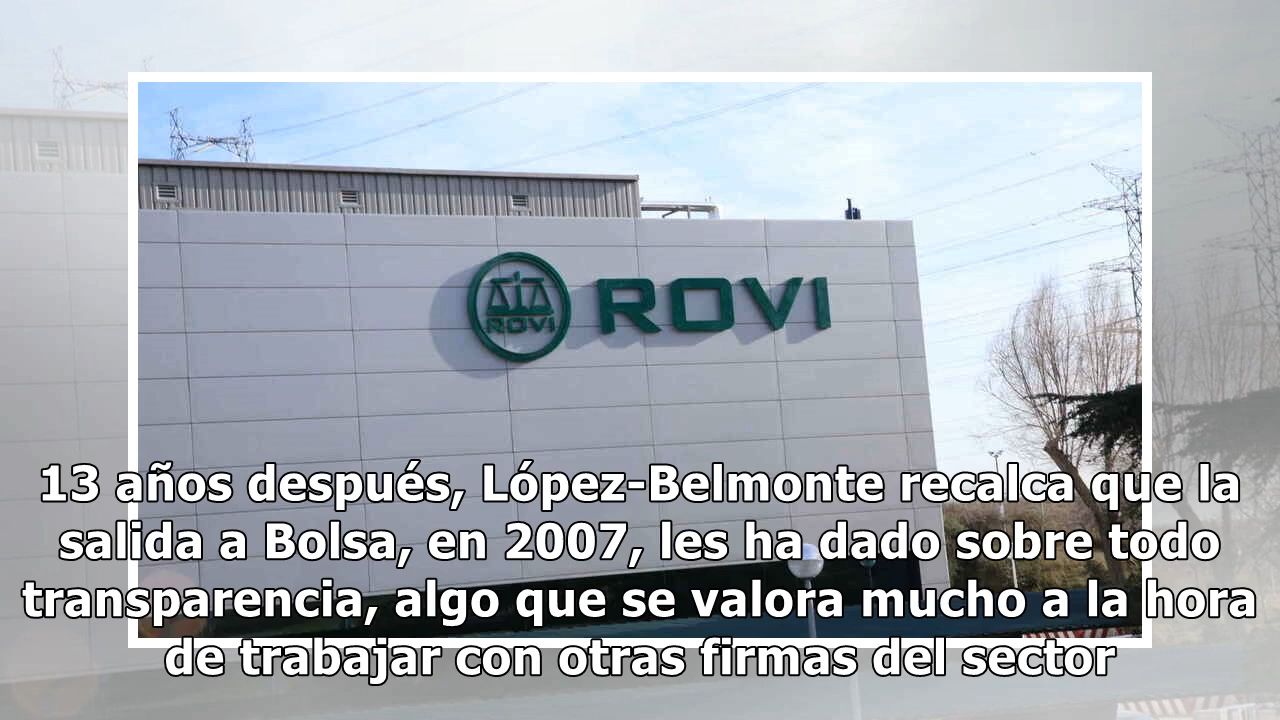 ROVI
ROVI
13 años después, López-Belmonte recalca que la
salida a Bolsa, en 2007, les ha dado sobre todo
transparencia, algo que se valora mucho a la hora
de trabajar con otras firmas del sector